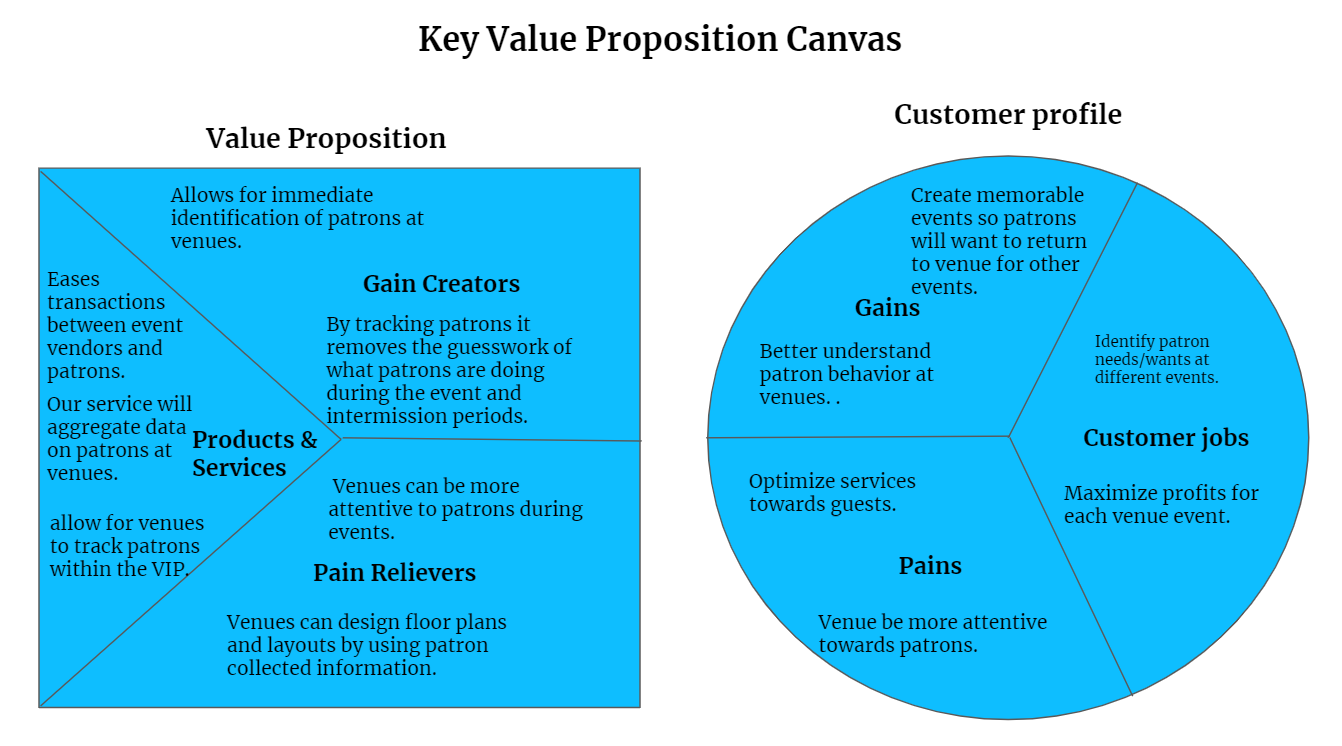 Key Value Proposition Canvas
Value Proposition
Allows for immediate
identification of patrons at
venues.
Gain Creators
By tracking patrons it
removes the guesswork of
what patrons are doing
during the event and
intermission periods.
Eases
transactions
between event
vendors and
patrons.
Our service will
aggregate data
on patrons at
venues.
Products &
Services
allow for venues
to track patrons
within the VIP.
Venues can be more
attentive to patrons during
events.
Pain Relievers
Venues can design floor plans
and layouts by using patron
collected information.
Customer profile
Create memorable
events so patrons
will want to return
to venue for other
events.
Gains
Better understand
patron behavior at
venues. .
Identify patron
needs/wants at
different events.
Customer jobs
Maximize profits for
each venue event.
Optimize services
towards guests.
Pains
Venue be more attentive
towards patrons.